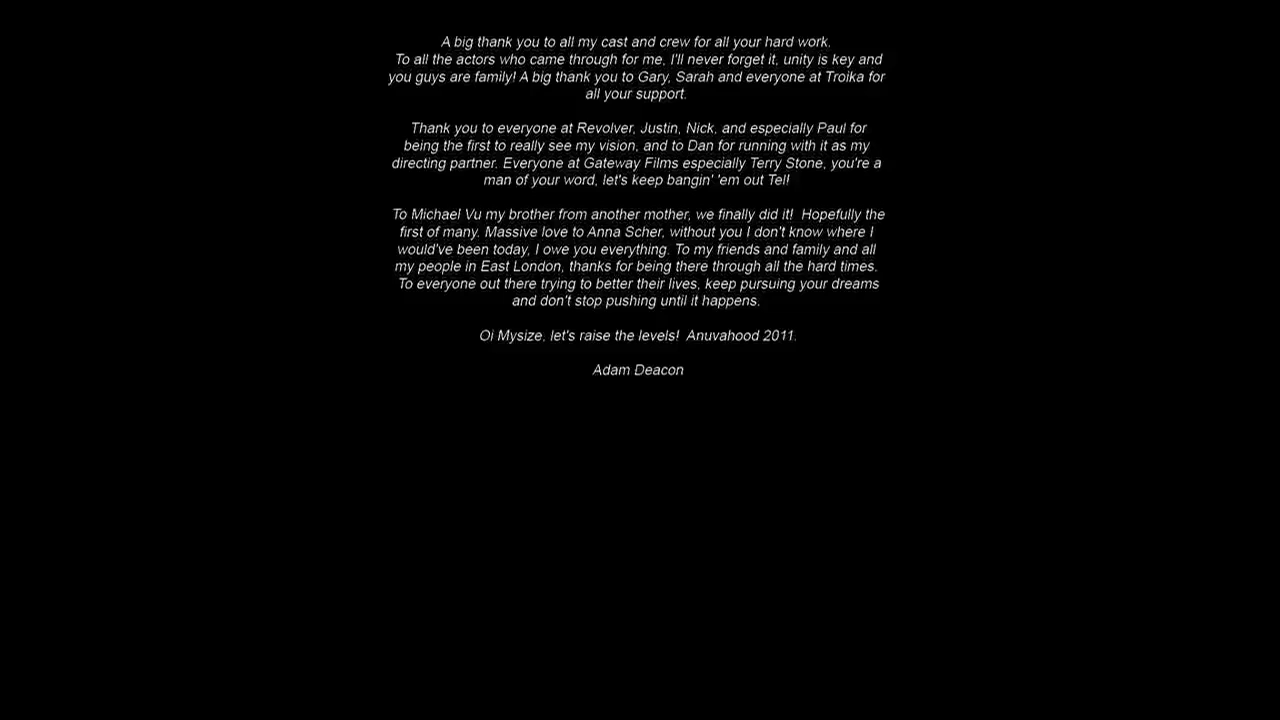 A big thank you to all my cast and crew for all your hard work.
To all the actors who came through for me, I'll never forget it, unity is key and
you guys are family! A big thank you to Gary, Sarah and everyone at Troika for
all your support.
Thank you to everyone at Revolver, Justin, Nick, and especially Paul for
being the first to really see my vision, and to Dan for running with it as my
directing partner. Everyone at Gateway Films especially Terry Stone, you're a
man of your word, let's keep bangin' 'em out Tel!
To Michael Vu my brother from another mother, we finally did it!  Hopefully the
first of many. Massive love to Anna Scher, without you I don't know where I
would've been today, I owe you everything. To my friends and family and all
my people in East London, thanks for being there through all the hard times.
To everyone out there trying to better their lives, keep pursuing your dreams
and don't stop pushing until it happens.
Oi Mysize, let's raise the levels!  Anuvahood 2011.
Adam Deacon